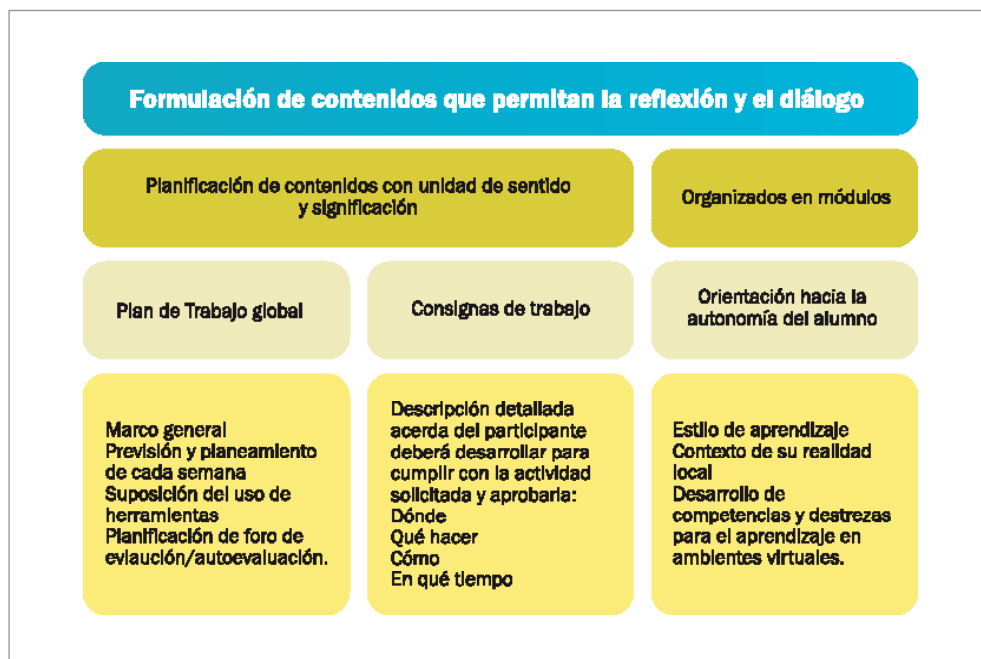 Formulación de contenidos que permitan la reflexión y el diálogo
Planificación de contenidos con unidad de sentido
y significación
Organizados en módulos
Plan de Trabajo global
Consignas de trabajo
Orientación hacia la
autonomía del alumno
Marco general
Previsión y planeamiento
de cada semana
Suposición del uso de
herramientas
Planificación de foro de
eviaución/autoevaluación.
Descripción detallada
acerca del participante
deberá desarrollar para
cumplir con la actividad
solicitada y aprobarla:
Dónde
Qué hacer
Cómo
En qué tiempo
Estilo de aprendizaje
Contexto de su realidad
local
Desarrollo de
competencias y destrezas
para el aprendizaje en
ambientes virtuales.